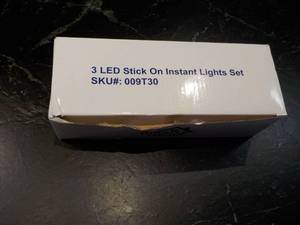 3 LED Stick On Instant Lights Set
SKU#: 009T30